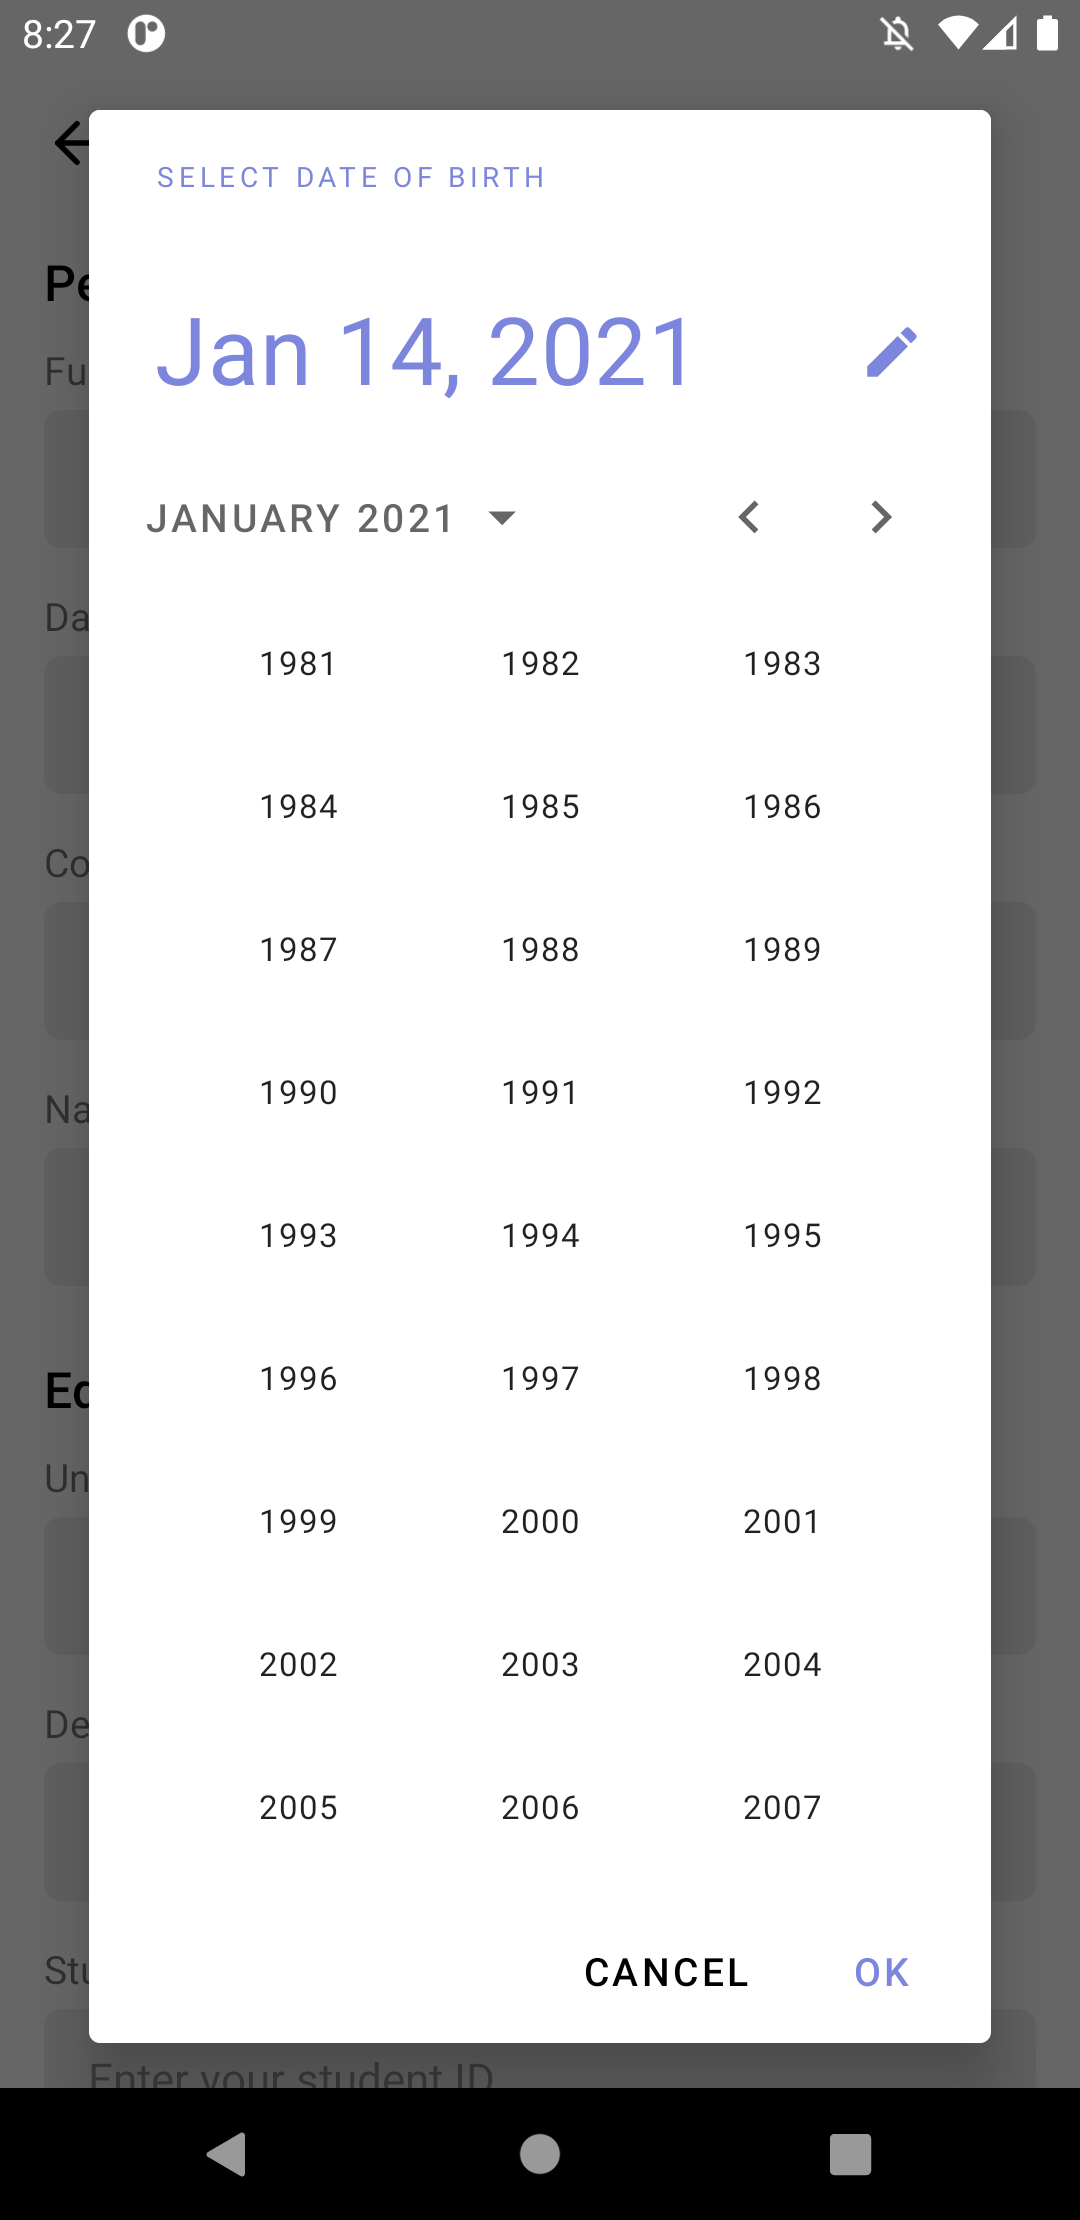 8:27
SELECT DATE OF BIRTH
Pe
Jan 14, 2021
Fu
JANUARY 2021
Da
1981 1982 1983
1984 1985 1986
Co
1987 1988 1989
1990 1991 1992
Na
1993 1994 1995
1996 1997 1998
Ed
Un
1999 2000 2001
2002 2003 2004
De
2005 2006 2007
Stu
CANCEL OK
Enter your student ID